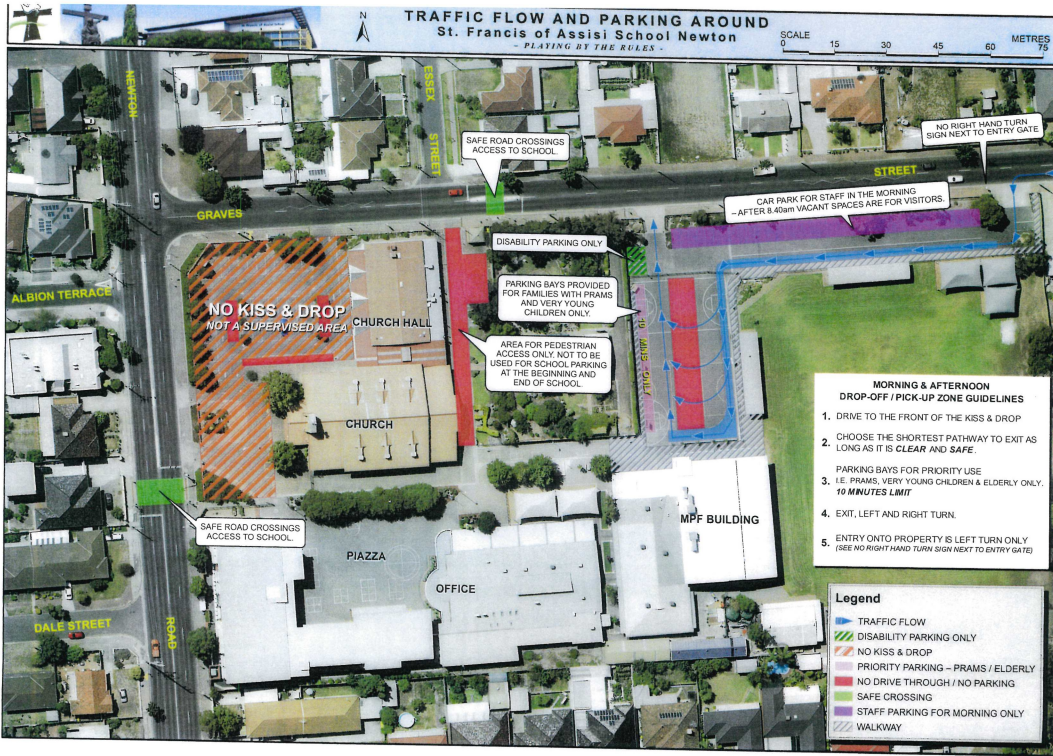 TRAFFIC FLOW AND PARKING AROUND
St. Francis of Assisi School Newton
- PLAYING BY THE RULES -
N
SCALE
METRES
0 15 30 45 60 75
NEWTON
ESSEX
STREET
SAFE ROAD CROSSINGS
ACCESS TO SCHOOL.
NO RIGHT HAND TURN
SIGN NEXT TO ENTRY GATE
STREET
GRAVES
CAR PARK FOR STAFF IN THE MORNING
– AFTER 8.40am VACANT SPACES ARE FOR VISITORS.
DISABILITY PARKING ONLY
ALBION TERRACE
NO KISS & DROP
NOT A SUPERVISED AREA
CHURCH HALL
PARKING BAYS PROVIDED
FOR FAMILIES WITH PRAMS
AND VERY YOUNG
CHILDREN ONLY.
10 MINS ONLY
AREA FOR PEDESTRIAN
ACCESS ONLY. NOT TO BE
USED FOR SCHOOL PARKING
AT THE BEGINNING AND
END OF SCHOOL.
CHURCH
MORNING & AFTERNOON
DROP-OFF / PICK-UP ZONE GUIDELINES
1. DRIVE TO THE FRONT OF THE KISS & DROP
2. CHOOSE THE SHORTEST PATHWAY TO EXIT AS
LONG AS IT IS CLEAR AND SAFE.
PARKING BAYS FOR PRIORITY USE
3. I.E. PRAMS, VERY YOUNG CHILDREN & ELDERLY ONLY.
10 MINUTES LIMIT
4. EXIT, LEFT AND RIGHT TURN.
5. ENTRY ONTO PROPERTY IS LEFT TURN ONLY
(SEE NO RIGHT HAND TURN SIGN NEXT TO ENTRY GATE)
SAFE ROAD CROSSINGS
ACCESS TO SCHOOL.
MPF BUILDING
PIAZZA
OFFICE
DALE STREET
ROAD
Legend
TRAFFIC FLOW
DISABILITY PARKING ONLY
NO KISS & DROP
PRIORITY PARKING – PRAMS / ELDERLY
NO DRIVE THROUGH / NO PARKING
SAFE CROSSING
STAFF PARKING FOR MORNING ONLY
WALKWAY